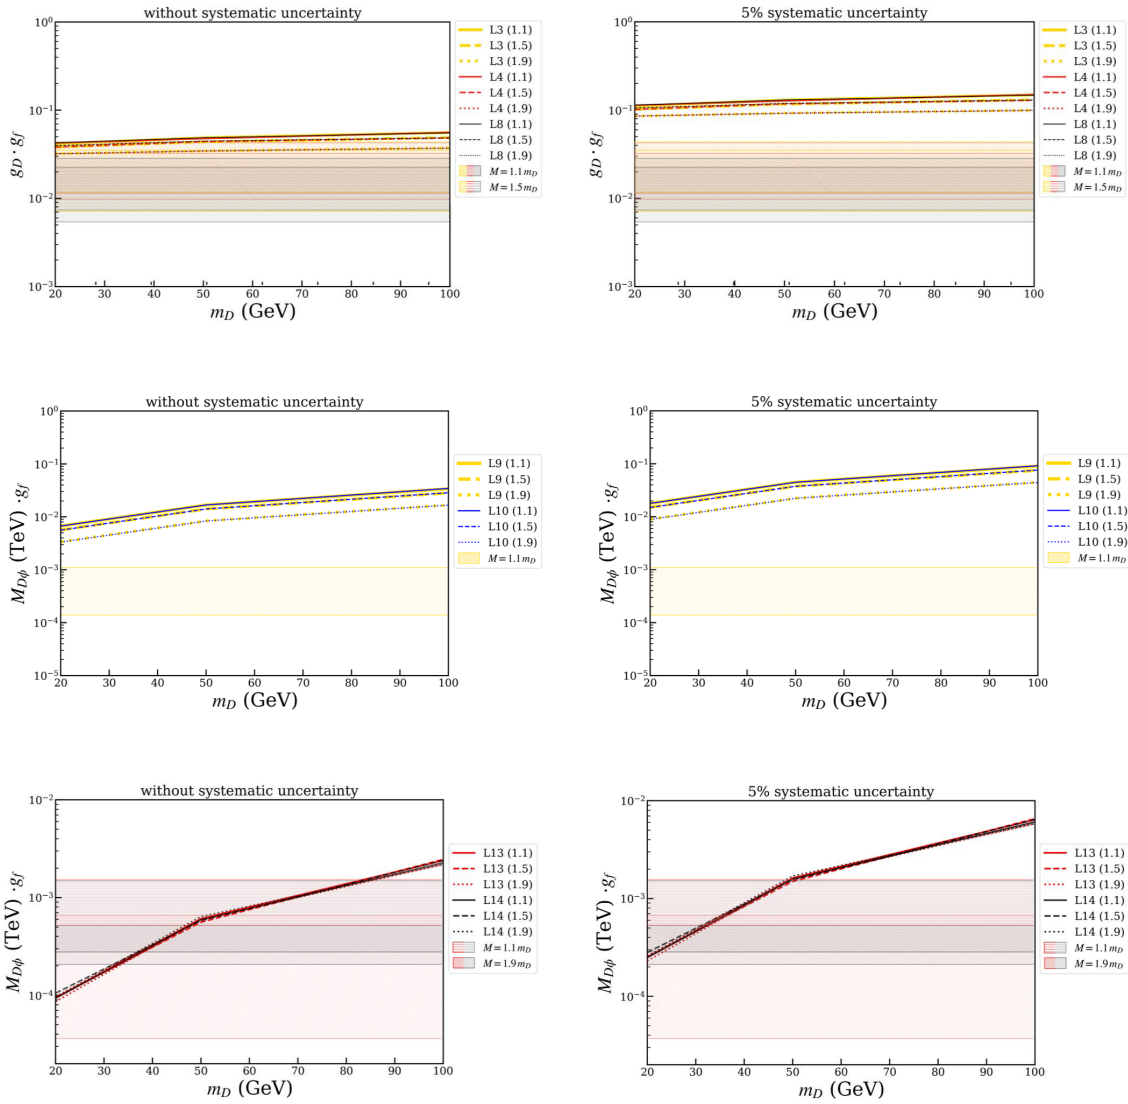 without systematic uncertainty
10⁰
10⁻¹
10⁻²
10⁻³
g_D · g_f
20 30 40 50 60 70 80 90 100
m_D (GeV)
L3 (1.1)
L3 (1.5)
L3 (1.9)
L4 (1.1)
L4 (1.5)
L4 (1.9)
L8 (1.1)
L8 (1.5)
L8 (1.9)
M = 1.1m_D
M = 1.5m_D
5% systematic uncertainty
10⁰
10⁻¹
10⁻²
10⁻³
g_D · g_f
20 30 40 50 60 70 80 90 100
m_D (GeV)
L3 (1.1)
L3 (1.5)
L3 (1.9)
L4 (1.1)
L4 (1.5)
L4 (1.9)
L8 (1.1)
L8 (1.5)
L8 (1.9)
M = 1.1m_D
M = 1.5m_D
without systematic uncertainty
10⁰
10⁻¹
10⁻²
10⁻³
10⁻⁴
10⁻⁵
M_Dϕ (TeV) · g_f
20 30 40 50 60 70 80 90 100
m_D (GeV)
L9 (1.1)
L9 (1.5)
L9 (1.9)
L10 (1.1)
L10 (1.5)
L10 (1.9)
M = 1.1m_D
5% systematic uncertainty
10⁰
10⁻¹
10⁻²
10⁻³
10⁻⁴
10⁻⁵
M_Dϕ (TeV) · g_f
20 30 40 50 60 70 80 90 100
m_D (GeV)
L9 (1.1)
L9 (1.5)
L9 (1.9)
L10 (1.1)
L10 (1.5)
L10 (1.9)
M = 1.1m_D
without systematic uncertainty
10⁻²
10⁻³
10⁻⁴
M_Dϕ (TeV) · g_f
20 30 40 50 60 70 80 90 100
m_D (GeV)
L13 (1.1)
L13 (1.5)
L13 (1.9)
L14 (1.1)
L14 (1.5)
L14 (1.9)
M = 1.1m_D
M = 1.9m_D
5% systematic uncertainty
10⁻²
10⁻³
10⁻⁴
M_Dϕ (TeV) · g_f
20 30 40 50 60 70 80 90 100
m_D (GeV)
L13 (1.1)
L13 (1.5)
L13 (1.9)
L14 (1.1)
L14 (1.5)
L14 (1.9)
M = 1.1m_D
M = 1.9m_D